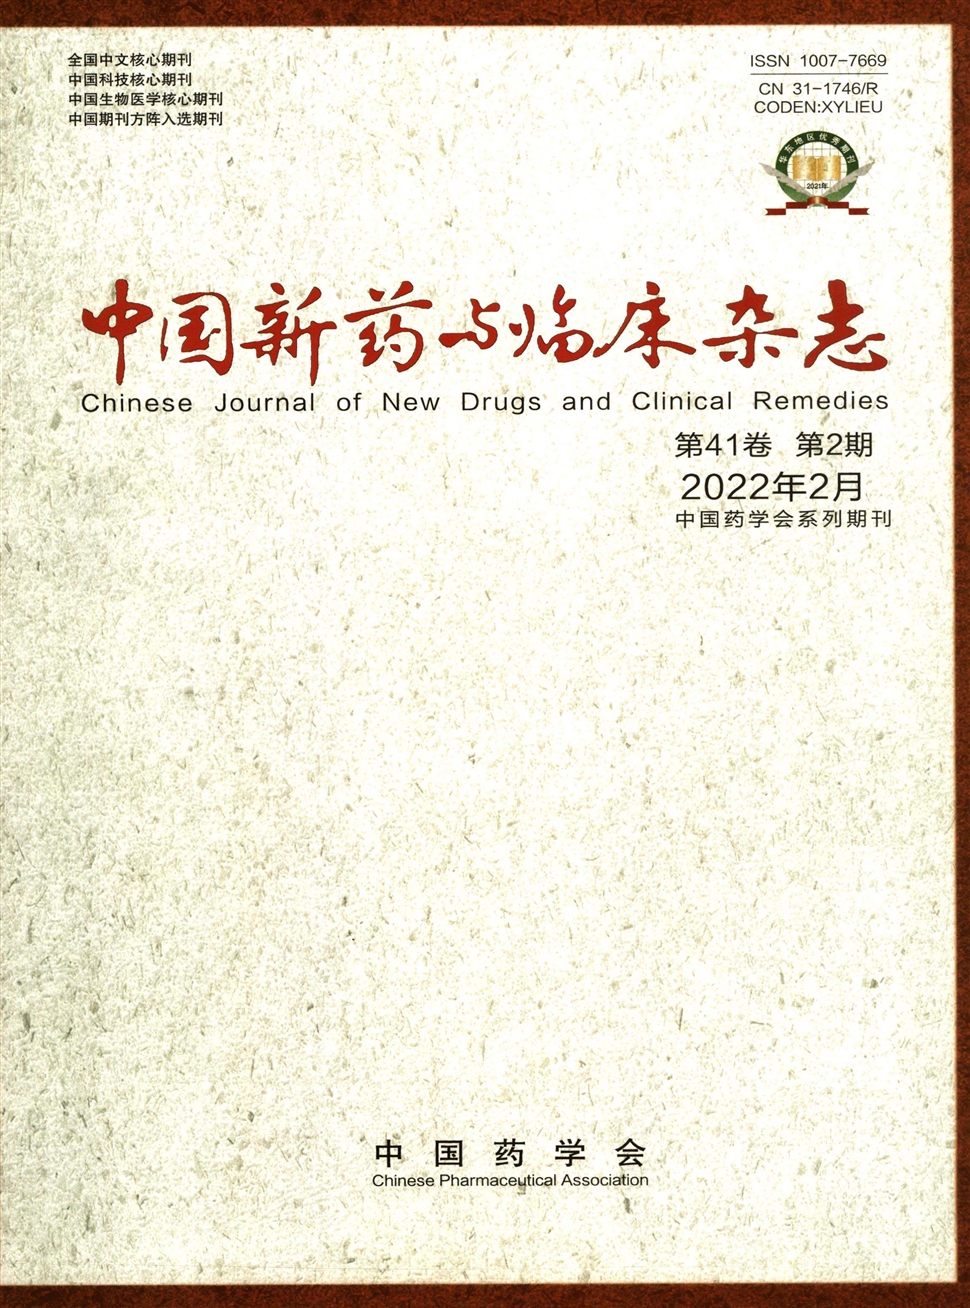 全国中文核心期刊
中国科技核心期刊
中国生物医学核心期刊
中国期刊方阵入选期刊
ISSN 1007-7669
CN 31-1746/R
CODEN:XYLIEU
华东地区优秀期刊
2021年
中国新药与临床杂志
Chinese Journal of New Drugs and Clinical Remedies
第41卷 第2期
2022年2月
中国药学会系列期刊
中国药学会
Chinese Pharmaceutical Association